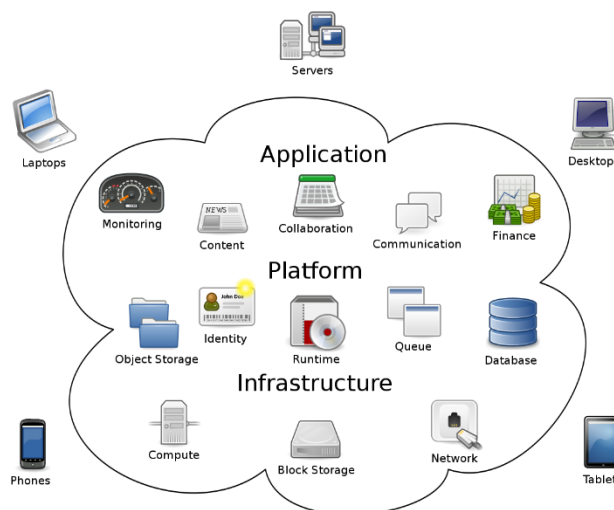 Servers
Laptops
Desktop
Application
Monitoring
NEWS
Content
Collaboration
Communication
Finance
Platform
John Doe
Object Storage
Identity
Runtime
Queue
Database
Infrastructure
Compute
Block Storage
Network
Phones
Tablet